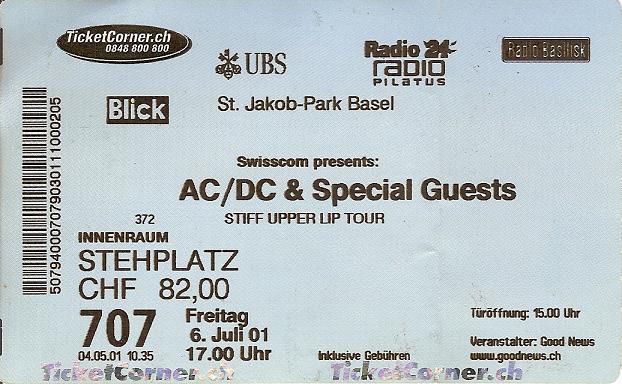 TicketCorner.ch
0848 800 800
UBS
Radio 24
RADIO PILATUS
Radio Basilisk
Blick
St. Jakob-Park Basel
Swisscom presents:
AC/DC & Special Guests
372
STIFF UPPER LIP TOUR
INNENRAUM
STEHPLATZ
CHF 82,00
707
Freitag
6. Juli 01
17.00 Uhr
04.05.01 10.35
Inklusive Gebühren
Türöffnung: 15.00 Uhr
Veranstalter: Good News
www.goodnews.ch
TicketCorner.ch
TicketCorner.ch
507940007079030111000205